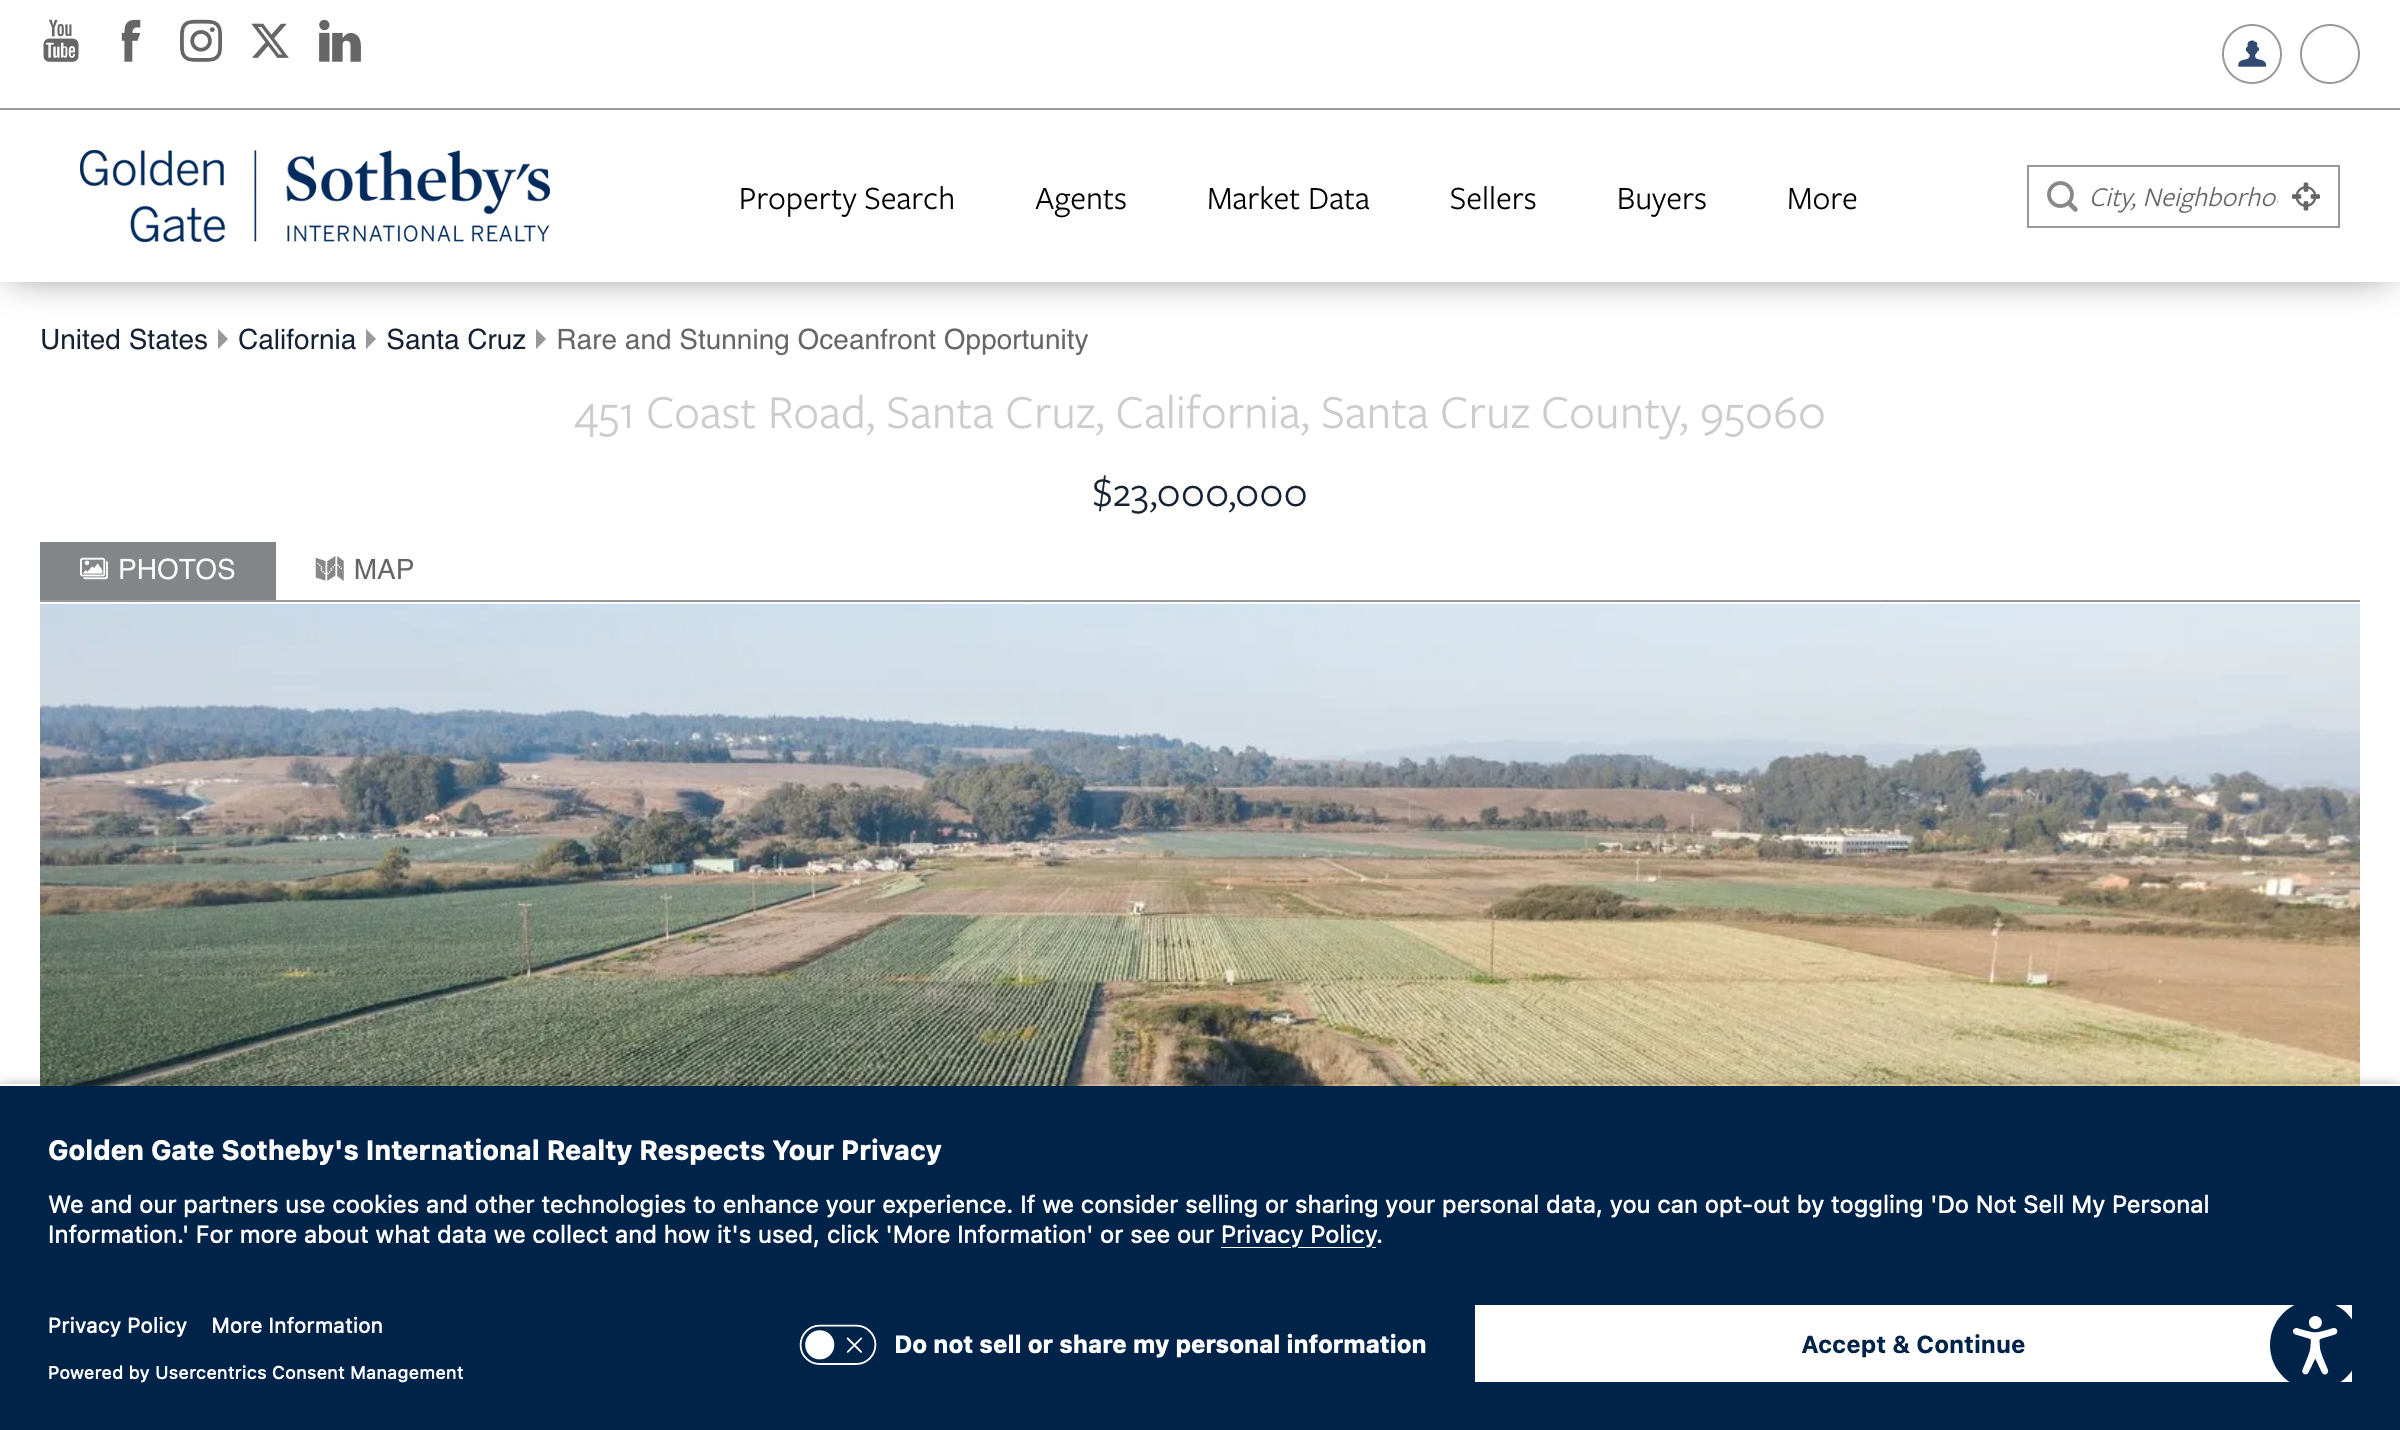 You
Tube
Golden
Gate
Sotheby's
INTERNATIONAL REALTY
Property Search
Agents
Market Data
Sellers
Buyers
More
City, Neighborho
United States
California
Santa Cruz
Rare and Stunning Oceanfront Opportunity
451 Coast Road, Santa Cruz, California, Santa Cruz County, 95060
$23,000,000
PHOTOS
MAP
Golden Gate Sotheby's International Realty Respects Your Privacy
We and our partners use cookies and other technologies to enhance your experience. If we consider selling or sharing your personal data, you can opt-out by toggling 'Do Not Sell My Personal
Information.' For more about what data we collect and how it's used, click 'More Information' or see our Privacy Policy.
Privacy Policy
More Information
Powered by Usercentrics Consent Management
Do not sell or share my personal information
Accept & Continue